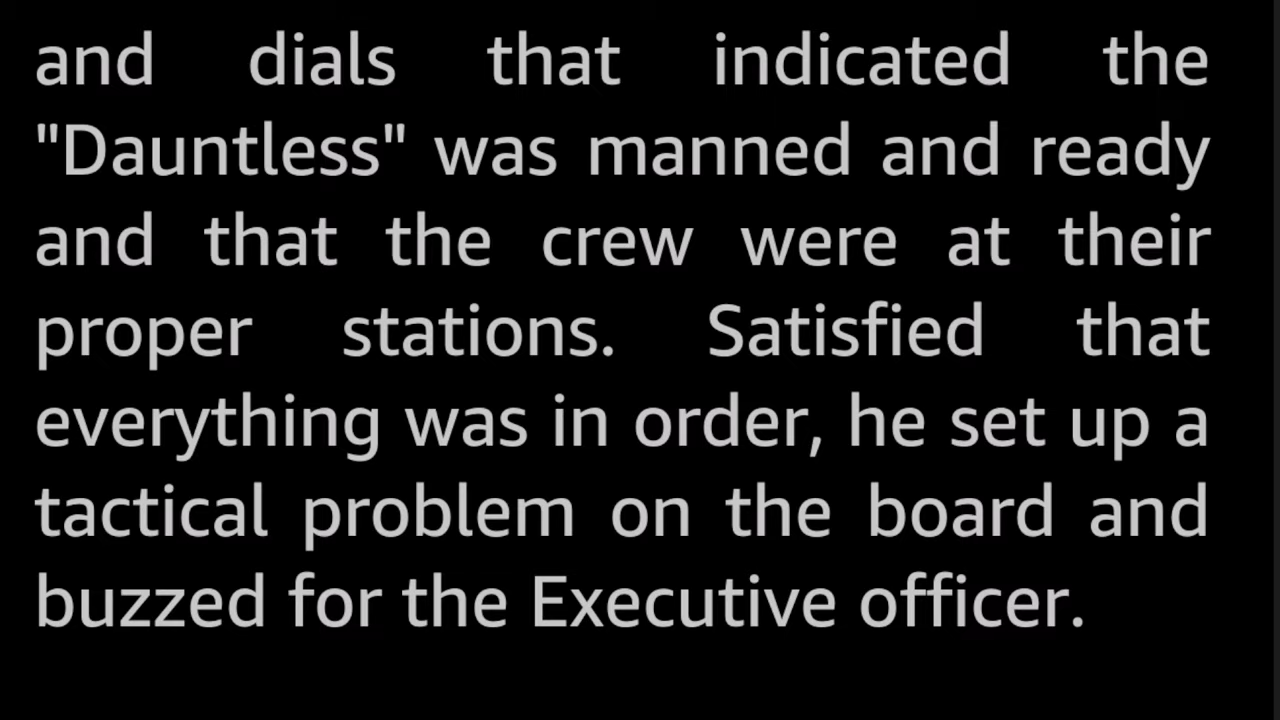 and dials that indicated the
"Dauntless" was manned and ready
and that the crew were at their
proper stations. Satisfied that
everything was in order, he set up a
tactical problem on the board and
buzzed for the Executive officer.